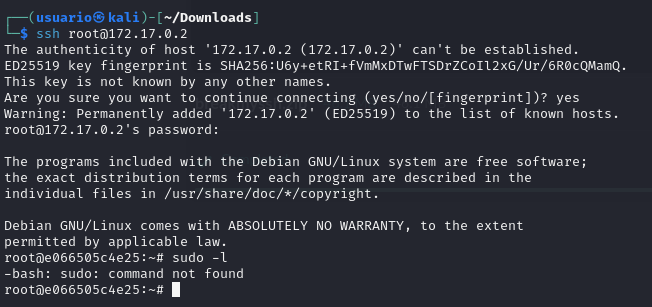 ┌──(usuario㉿kali)-[~/Downloads]
└─$ ssh root@172.17.0.2
The authenticity of host '172.17.0.2 (172.17.0.2)' can't be established.
ED25519 key fingerprint is SHA256:U6y+etRI+fVmMxDTwFTSDrZCoIl2xG/Ur/6R0cQMamQ.
This key is not known by any other names.
Are you sure you want to continue connecting (yes/no/[fingerprint])? yes
Warning: Permanently added '172.17.0.2' (ED25519) to the list of known hosts.
root@172.17.0.2's password:
The programs included with the Debian GNU/Linux system are free software;
the exact distribution terms for each program are described in the
individual files in /usr/share/doc/*/copyright.
Debian GNU/Linux comes with ABSOLUTELY NO WARRANTY, to the extent
permitted by applicable law.
root@e066505c4e25:~# sudo -l
-bash: sudo: command not found
root@e066505c4e25:~#